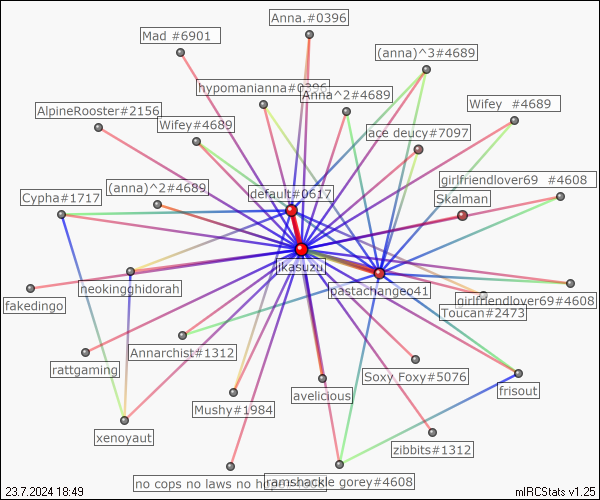 Anna.#0396
Mad #6901
(anna)^3#4689
hypomanianna#0396
Anna^2#4689
AlpineRooster#2156
Wifey #4689
Wifey#4689
ace deucy#7097
girlfriendlover69 #4608
(anna)^2#4689
default#0617
Cypha#1717
Skalman
jkasuzu
neokingghidorah
pastachangeo41
fakedingo
girlfriendlover69#4608
Toucan#2473
Annarchist#1312
rattgaming
Soxy Foxy#5076
frisout
avelicious
Mushy#1984
xenoyaut
zibbits#1312
no cops no laws no
ramshackle gorey#4608
23.7.2024 18:49
mIRCStats v1.25